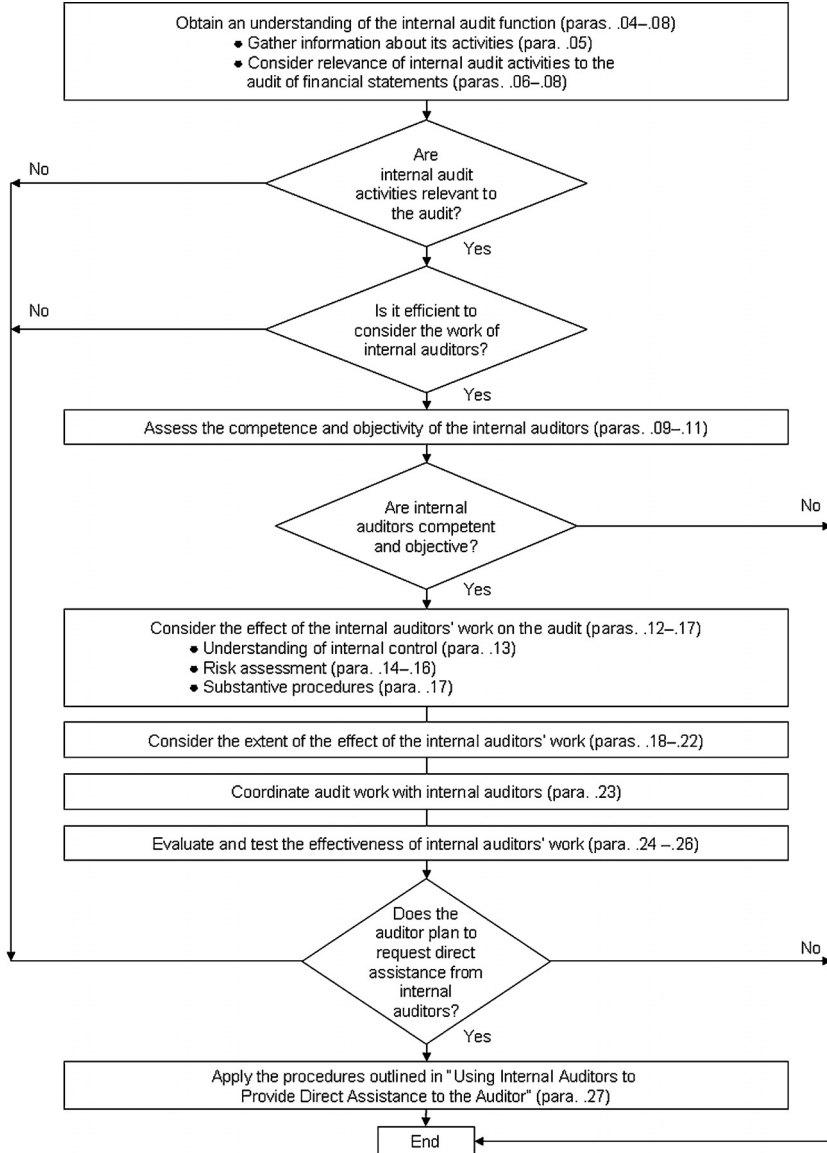 Obtain an understanding of the internal audit function (paras. .04–.08)
● Gather information about its activities (para. .05)
● Consider relevance of internal audit activities to the
audit of financial statements (paras. .06–.08)
Are
internal audit
activities relevant to
the audit?
No
Yes
Is it efficient to
consider the work of
internal auditors?
No
Yes
Assess the competence and objectivity of the internal auditors (paras. .09–.11)
Are internal
auditors competent
and objective?
No
Yes
Consider the effect of the internal auditors' work on the audit (paras. .12–.17)
● Understanding of internal control (para. .13)
● Risk assessment (para. .14–.16)
● Substantive procedures (para. .17)
Consider the extent of the effect of the internal auditors' work (paras. .18–.22)
Coordinate audit work with internal auditors (para. .23)
Evaluate and test the effectiveness of internal auditors' work (para. .24 –.26)
Does the
auditor plan to
request direct
assistance from
internal
auditors?
No
Yes
Apply the procedures outlined in "Using Internal Auditors to
Provide Direct Assistance to the Auditor" (para. .27)
End